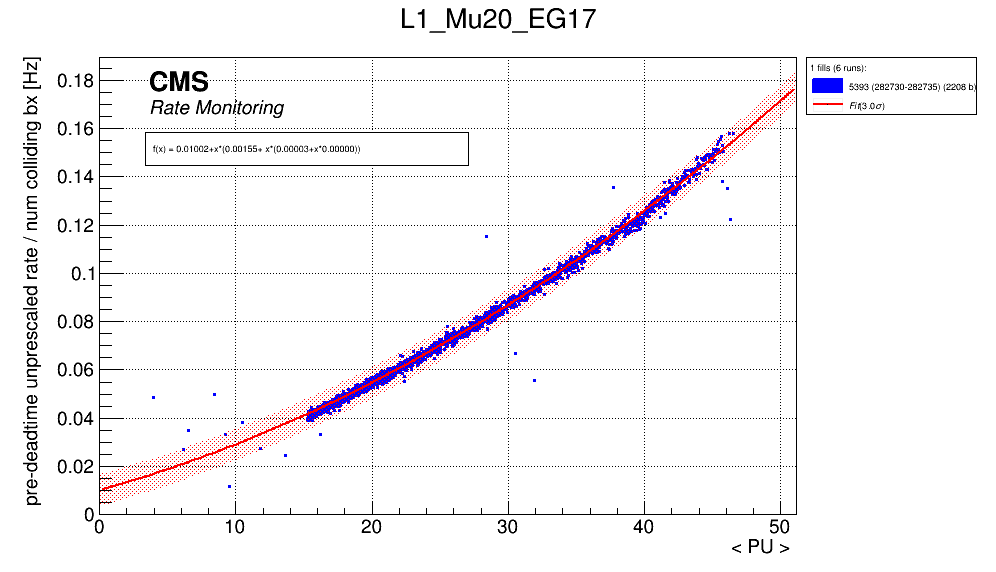 L1_Mu20_EG17
pre-deadtime unprescaled rate / num colliding bx [Hz]
CMS
Rate Monitoring
f(x) = 0.01002+x*(0.00155+ x*(0.00003+x*0.00000))
0.18
0.16
0.14
0.12
0.1
0.08
0.06
0.04
0.02
0
0 10 20 30 40 50
< PU >
1 fills (6 runs):
5393 (282730-282735) (2208 b)
Fit(3.0σ)